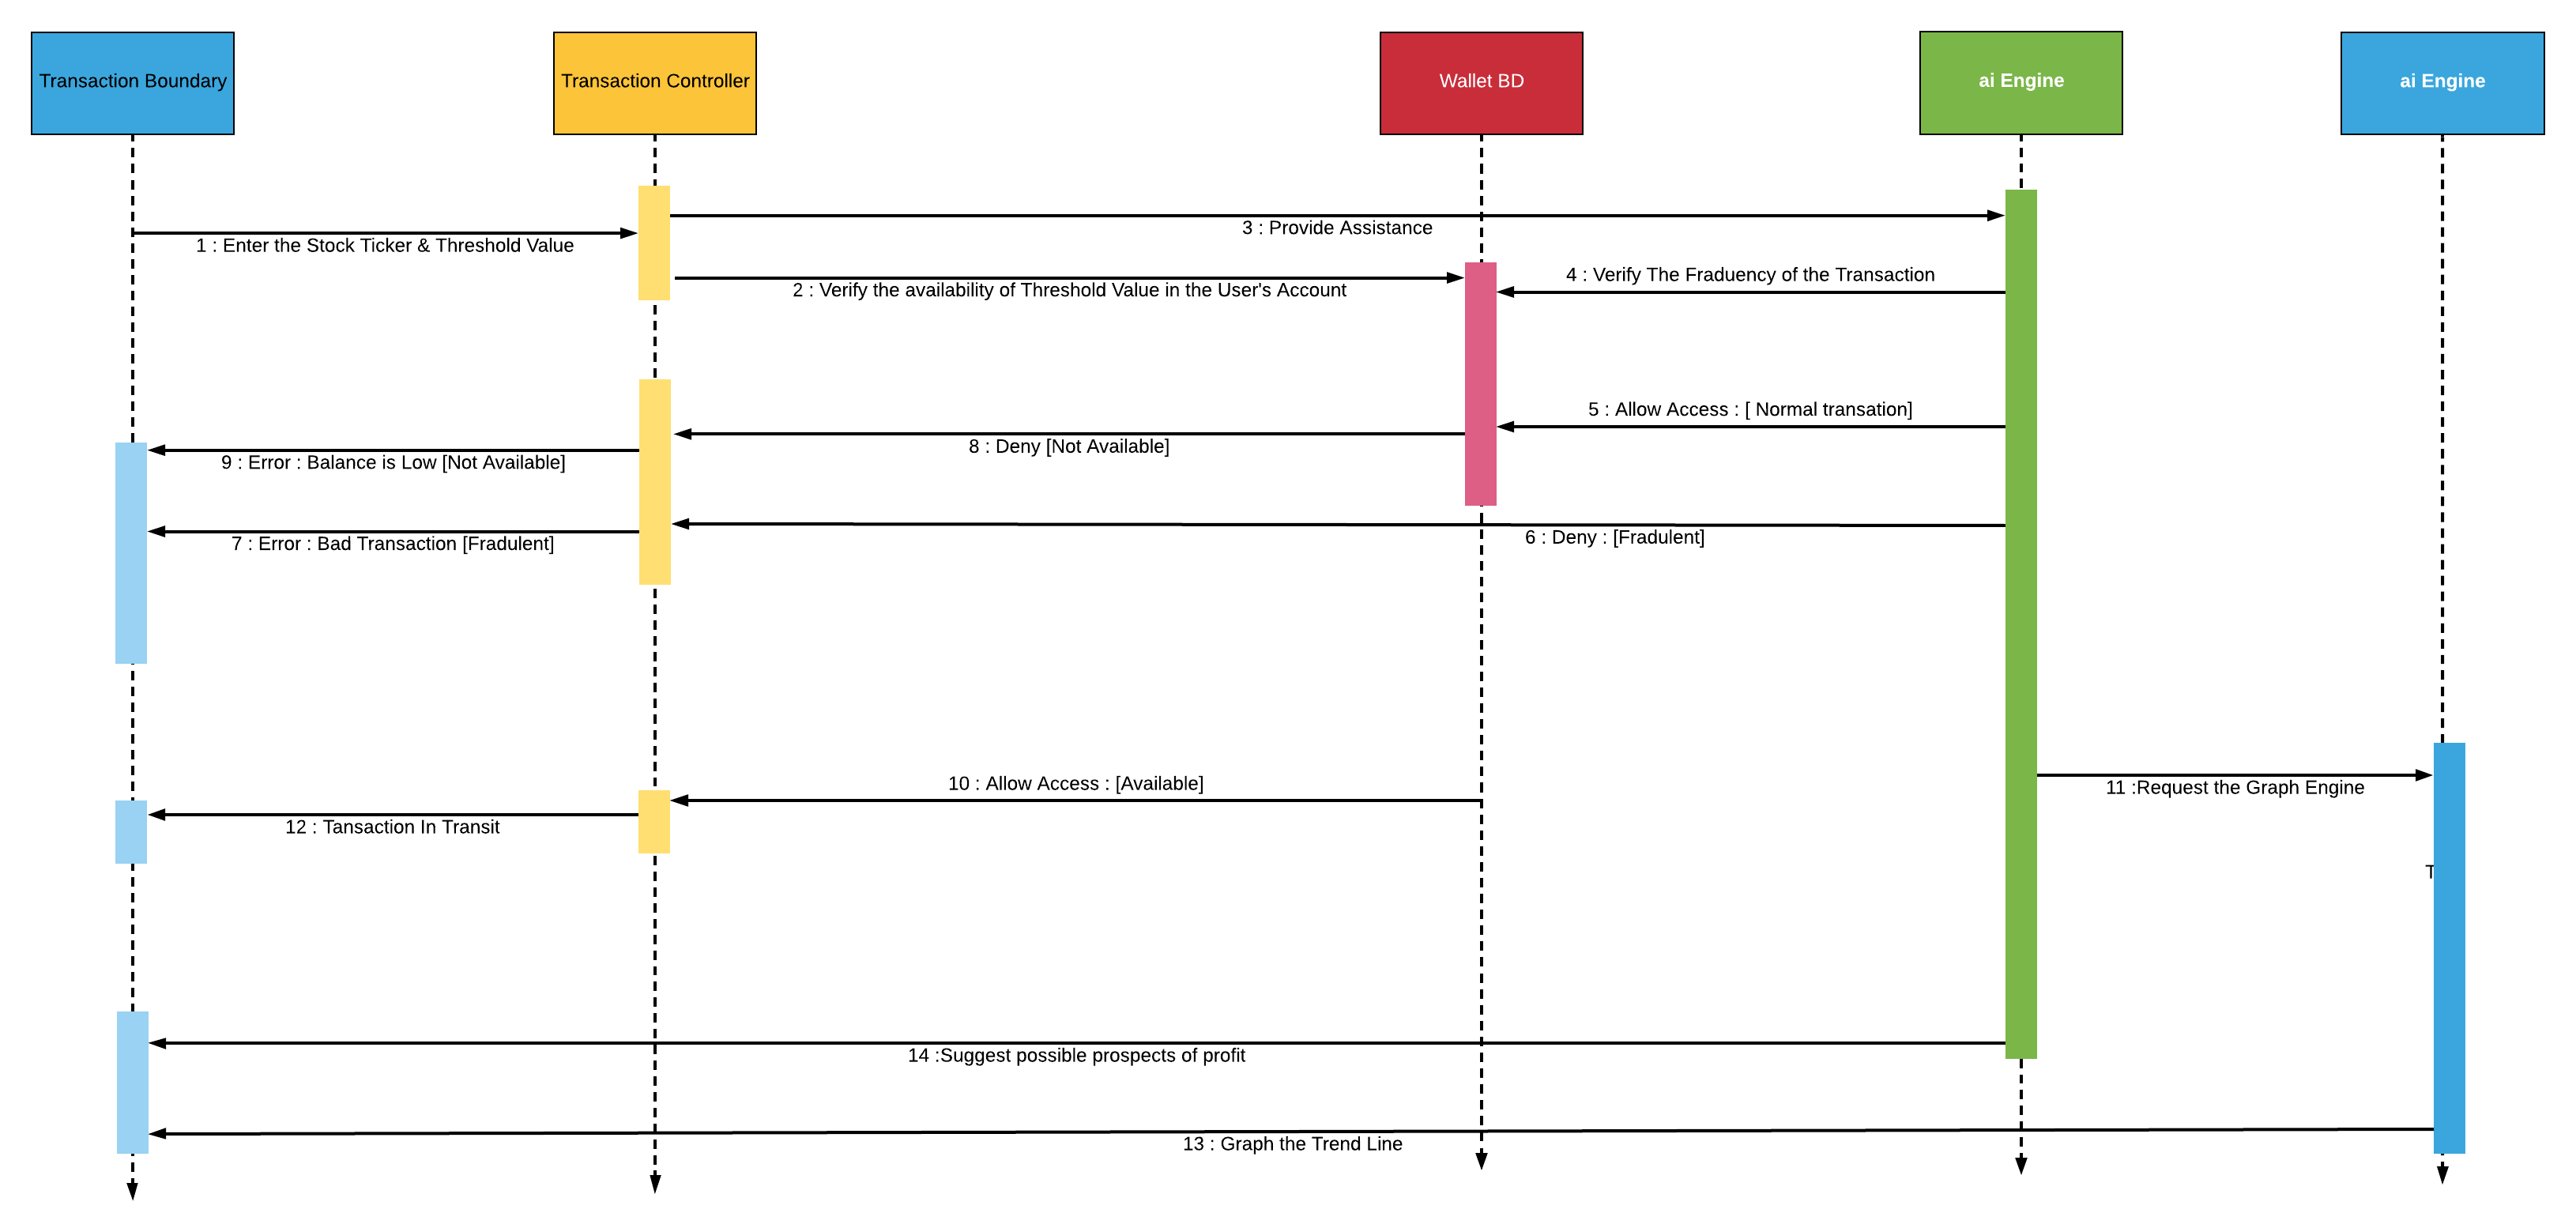 Transaction Boundary
Transaction Controller
Wallet BD
ai Engine
ai Engine
3 : Provide Assistance
1 : Enter the Stock Ticker & Threshold Value
4 : Verify The Fraduency of the Transaction
2 : Verify the availability of Threshold Value in the User's Account
5 : Allow Access : [ Normal transation]
8 : Deny [Not Available]
9 : Error : Balance is Low [Not Available]
6 : Deny : [Fradulent]
7 : Error : Bad Transaction [Fradulent]
10 : Allow Access : [Available]
11 :Request the Graph Engine
12 : Tansaction In Transit
T
14 :Suggest possible prospects of profit
13 : Graph the Trend Line